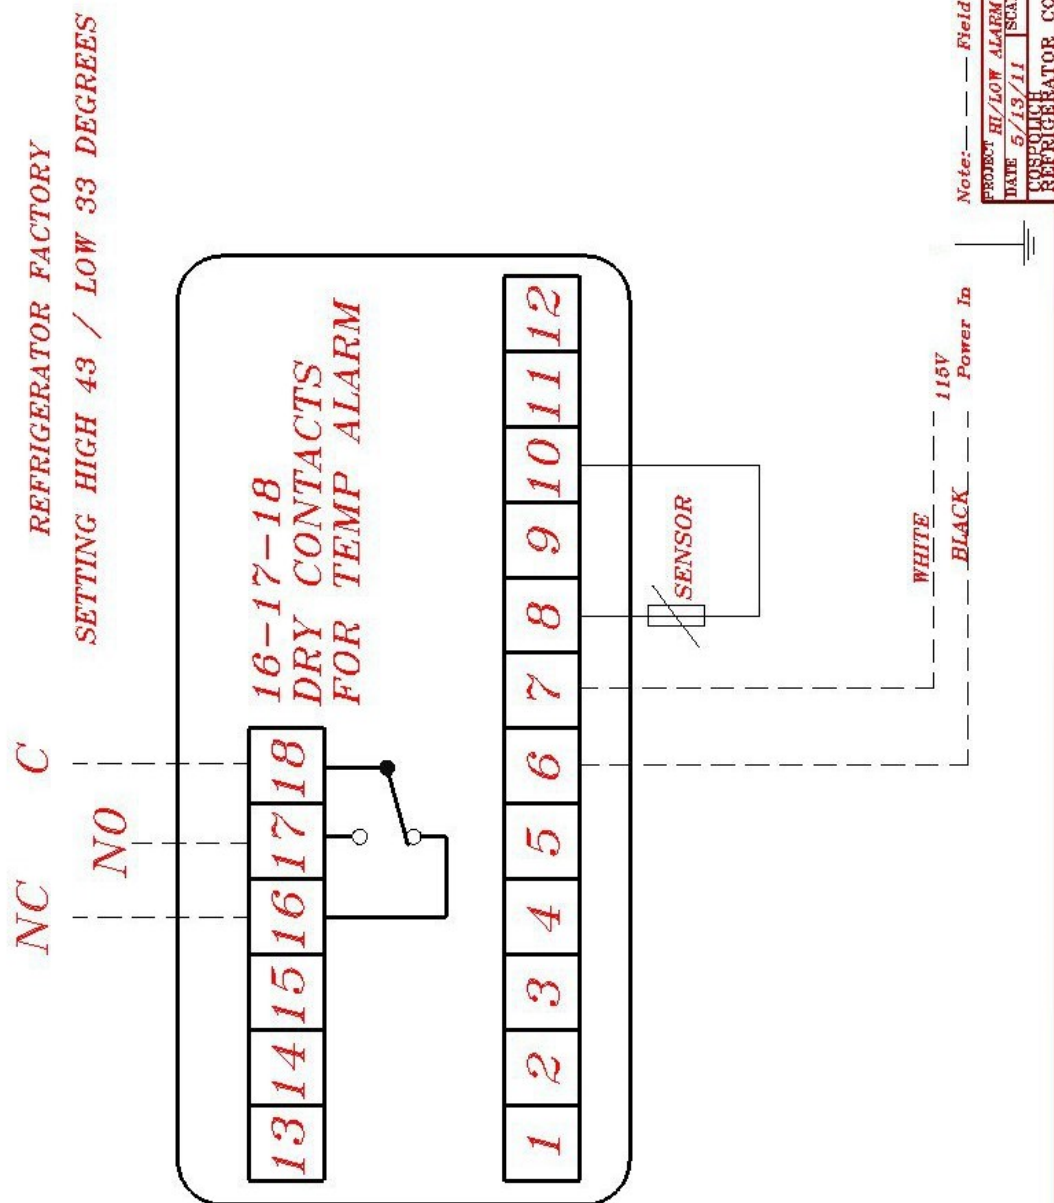 REFRIGERATOR FACTORY
SETTING HIGH 43 / LOW 33 DEGREES
NC
NO
C
13 14 15 16 17 18
16-17-18
DRY CONTACTS
FOR TEMP ALARM
1 2 3 4 5 6 7 8 9 10 11 12
SENSOR
WHITE
115V
BLACK
Power In
Note: Field
PROJECT HI/LOW ALARM
DATE 5/13/11
COSPOLICH
REFRIGERATOR